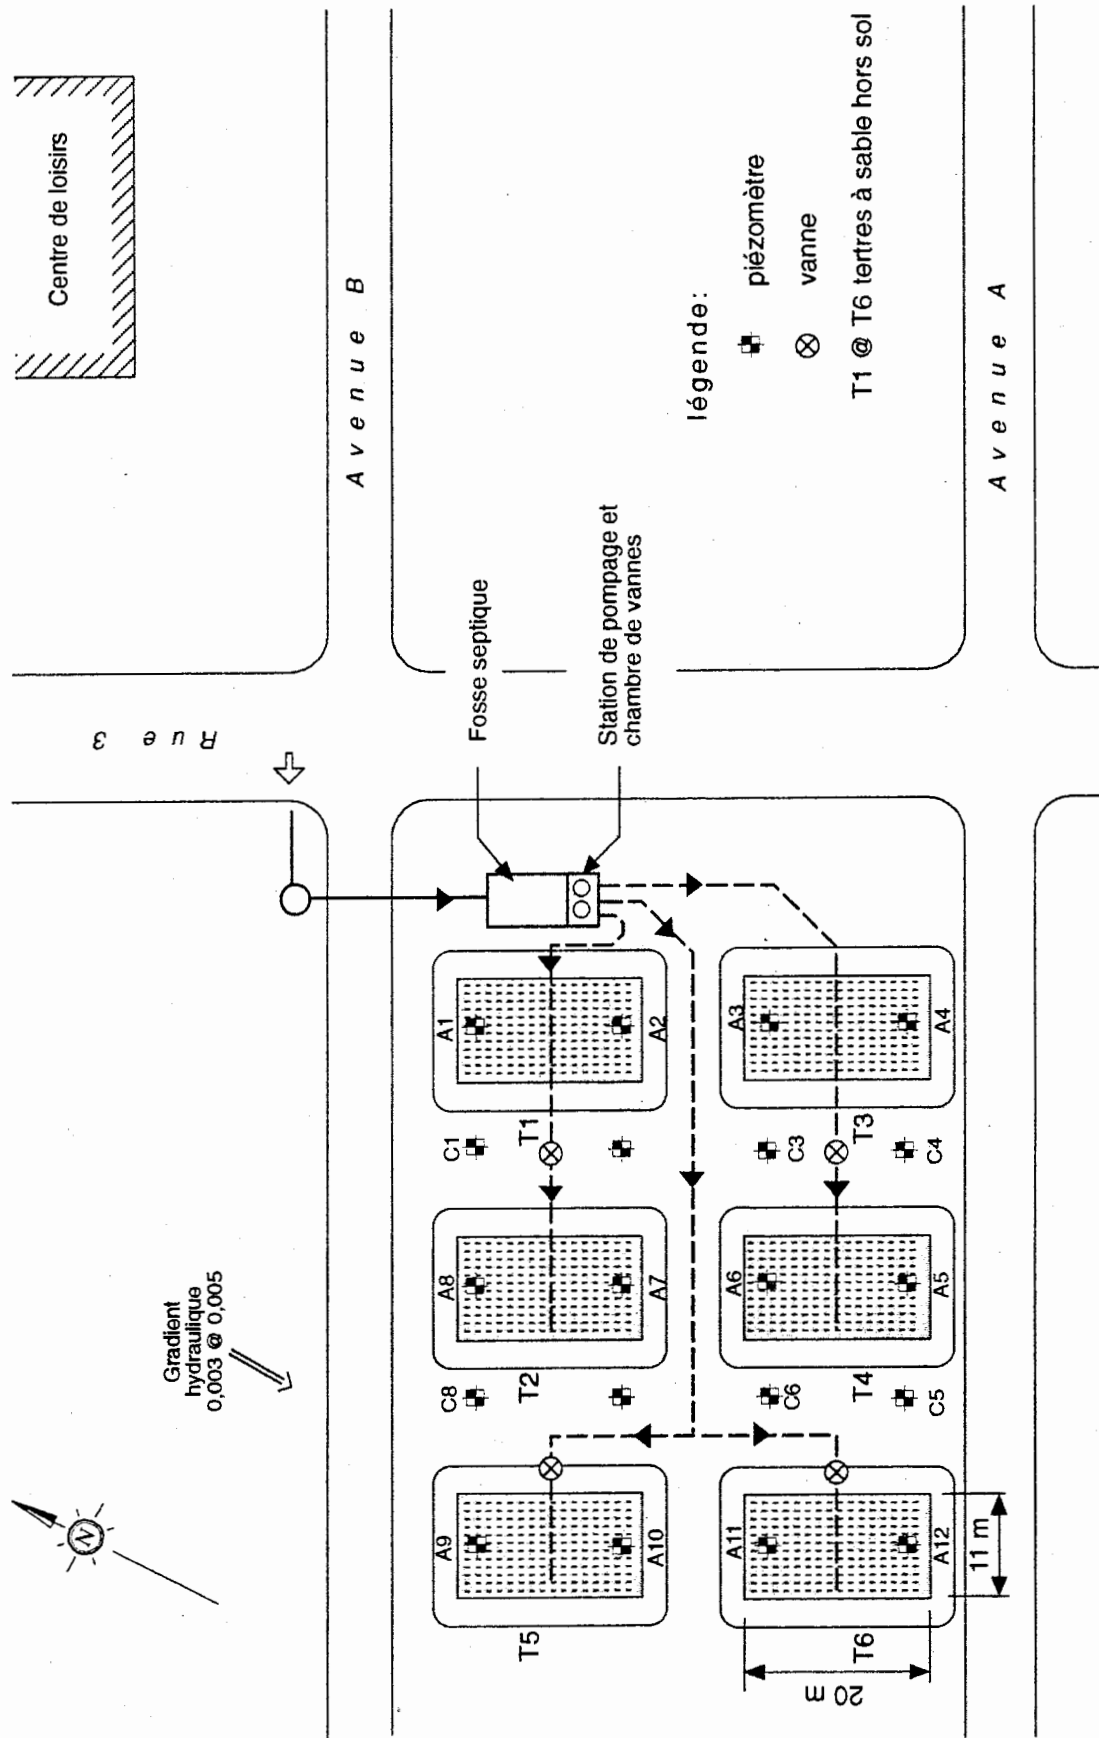 Centre de loisirs
Avenue B
Rue 3
légende:
piézomètre
vanne
T1 @ T6 tertres à sable hors sol
Avenue A
Fosse septique
Station de pompage et
chambre de vannes
Gradient
hydraulique
0,003 @ 0,005
N
A1
A2
A3
A4
C1
T1
C3
T3
C4
A8
A7
A6
A5
C8
T2
C6
T4
C5
A9
A10
A11
A12
T5
T6
11 m
20 m